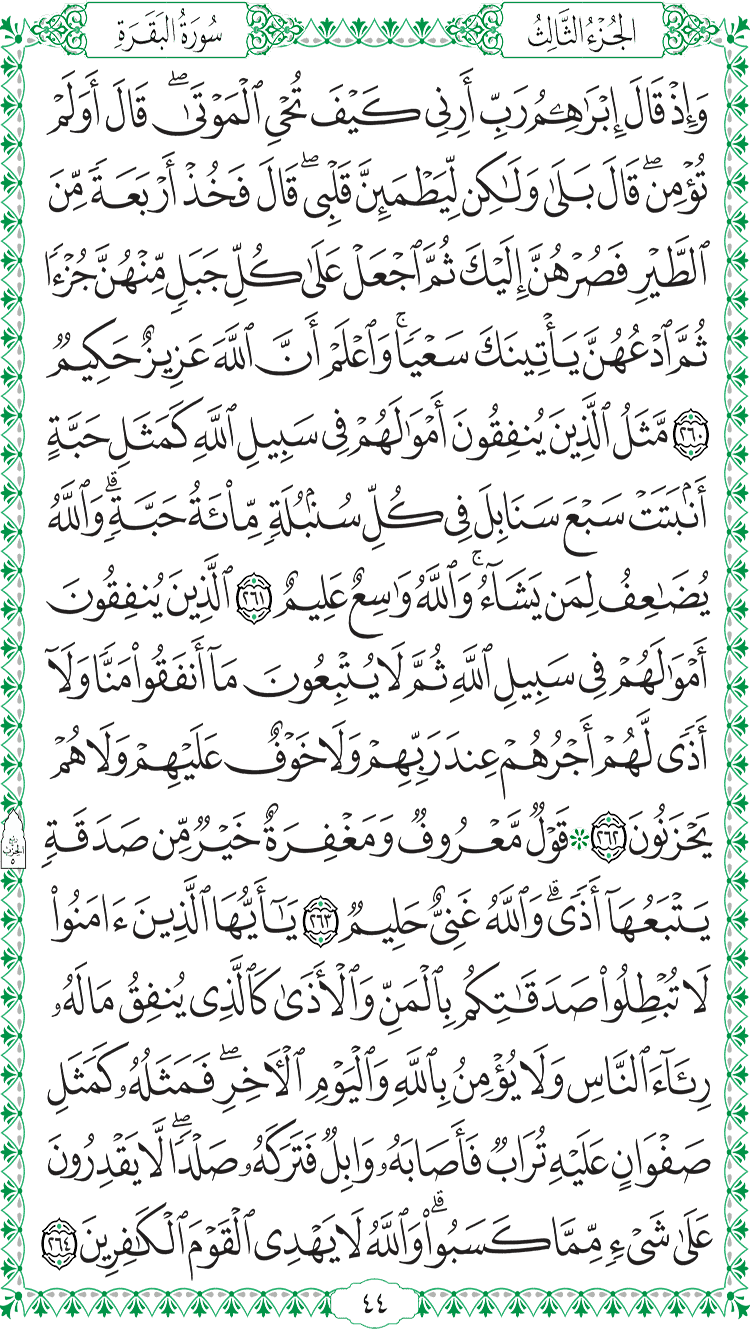 الجُزْءُ الثَّالِثُ
سُورَةُ البَقَرَةِ
وَإِذْ قَالَ إِبْرَٰهِـۧمُ رَبِّ أَرِنِى كَيْفَ تُحْىِ ٱلْمَوْتَىٰ ۖ قَالَ أَوَلَمْ
تُؤْمِن ۖ قَالَ بَلَىٰ وَلَـٰكِن لِّيَطْمَئِنَّ قَلْبِى ۖ قَالَ فَخُذْ أَرْبَعَةً مِّنَ
ٱلطَّيْرِ فَصُرْهُنَّ إِلَيْكَ ثُمَّ ٱجْعَلْ عَلَىٰ كُلِّ جَبَلٍ مِّنْهُنَّ جُزْءًا
ثُمَّ ٱدْعُهُنَّ يَأْتِينَكَ سَعْيًا ۚ وَٱعْلَمْ أَنَّ ٱللَّهَ عَزِيزٌ حَكِيمٌ
٢٦٠ مَّثَلُ ٱلَّذِينَ يُنفِقُونَ أَمْوَٰلَهُمْ فِى سَبِيلِ ٱللَّهِ كَمَثَلِ حَبَّةٍ
أَنۢبَتَتْ سَبْعَ سَنَابِلَ فِى كُلِّ سُنۢبُلَةٍ مِّا۟ئَةُ حَبَّةٍ ۗ وَٱللَّهُ
يُضَـٰعِفُ لِمَن يَشَآءُ ۚ وَٱللَّهُ وَٰسِعٌ عَلِيمٌ ٢٦١ ٱلَّذِينَ يُنفِقُونَ
أَمْوَٰلَهُمْ فِى سَبِيلِ ٱللَّهِ ثُمَّ لَا يُتْبِعُونَ مَآ أَنفَقُوا۟ مَنًّا وَلَآ
أَذًى لَّهُمْ أَجْرُهُمْ عِندَ رَبِّهِمْ وَلَا خَوْفٌ عَلَيْهِمْ وَلَا هُمْ
يَحْزَنُونَ ٢٦٢ ۞ قَوْلٌ مَّعْرُوفٌ وَمَغْفِرَةٌ خَيْرٌ مِّن صَدَقَةٍ
الحِزْب
٥
يَتْبَعُهَآ أَذًى ۗ وَٱللَّهُ غَنِىٌّ حَلِيمٌ ٢٦٣ يَـٰٓأَيُّهَا ٱلَّذِينَ ءَامَنُوا۟
لَا تُبْطِلُوا۟ صَدَقَـٰتِكُم بِٱلْمَنِّ وَٱلْأَذَىٰ كَٱلَّذِى يُنفِقُ مَالَهُۥ
رِئَآءَ ٱلنَّاسِ وَلَا يُؤْمِنُ بِٱللَّهِ وَٱلْيَوْمِ ٱلْـَٔاخِرِ ۖ فَمَثَلُهُۥ كَمَثَلِ
صَفْوَانٍ عَلَيْهِ تُرَابٌ فَأَصَابَهُۥ وَابِلٌ فَتَرَكَهُۥ صَلْدًا ۖ لَّا يَقْدِرُونَ
عَلَىٰ شَىْءٍ مِّمَّا كَسَبُوا۟ ۗ وَٱللَّهُ لَا يَهْدِى ٱلْقَوْمَ ٱلْكَـٰفِرِينَ ٢٦٤
٤٤